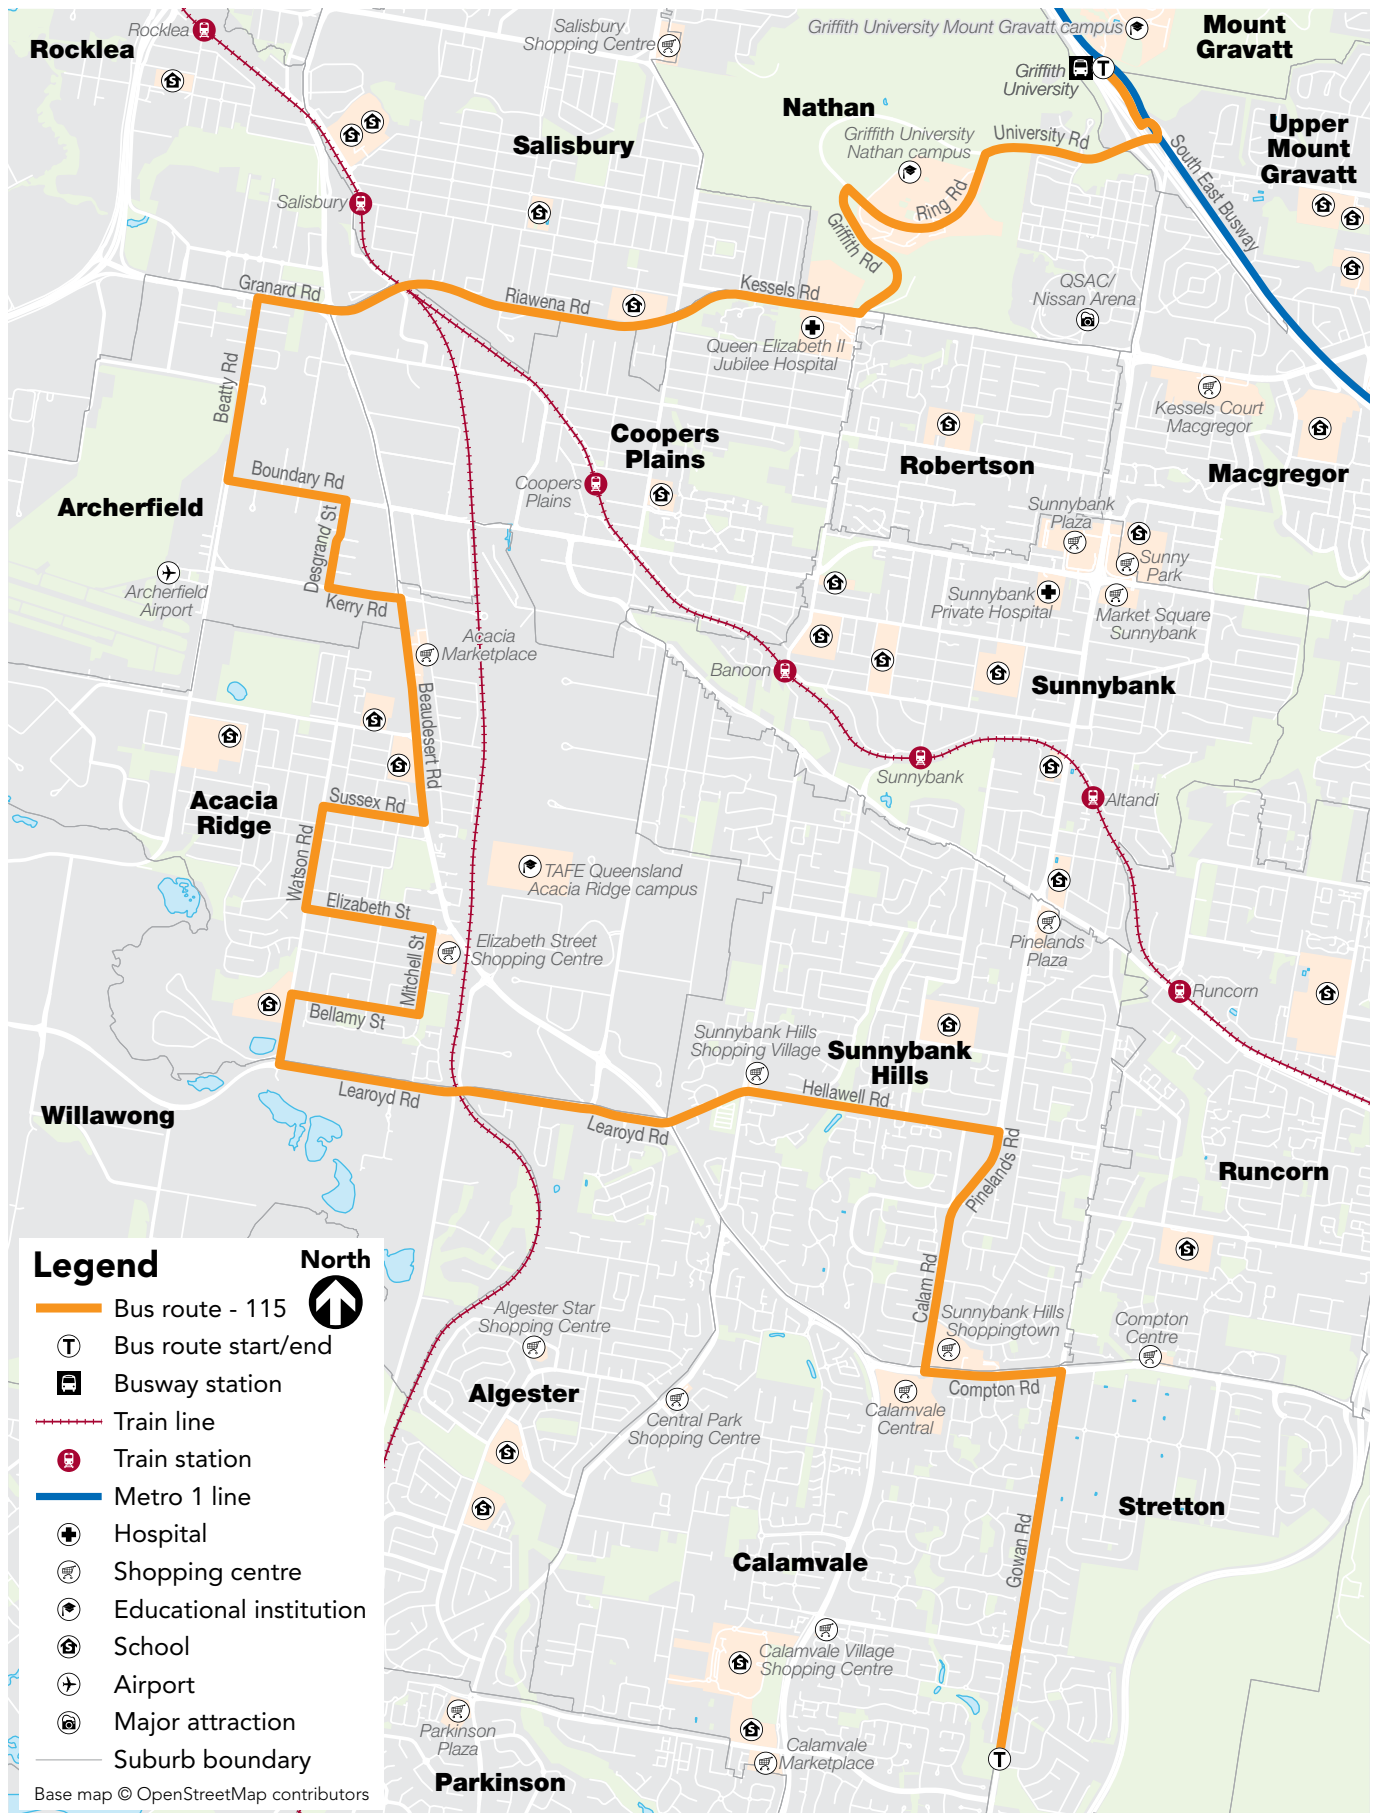 Rocklea
Rocklea
Salisbury
Shopping Centre
Griffith University Mount Gravatt campus
Mount
Gravatt
Griffith
University
T
Nathan
Griffith University
Nathan campus
University Rd
Upper
Mount
Gravatt
Salisbury
South East Busway
Salisbury
Ring Rd
Griffith Rd
Granard Rd
Riawena Rd
Kessels Rd
QSAC/
Nissan Arena
Queen Elizabeth II
Jubilee Hospital
Beatty Rd
Kessels Court
Macgregor
Coopers
Plains
Robertson
Macgregor
Boundary Rd
Coopers
Plains
Archerfield
Sunnybank
Plaza
Desgrand St
Sunny
Park
Archerfield
Airport
Kerry Rd
Sunnybank
Private Hospital
Market Square
Sunnybank
Acacia
Marketplace
Banoon
Sunnybank
Beaudesert Rd
Sunnybank
Altandi
Acacia
Ridge
Sussex Rd
Watson Rd
TAFE Queensland
Acacia Ridge campus
Elizabeth St
Elizabeth Street
Shopping Centre
Mitchell St
Pinelands
Plaza
Runcorn
Bellamy St
Sunnybank Hills
Shopping Village
Sunnybank
Hills
Learoyd Rd
Hellawell Rd
Willawong
Learoyd Rd
Pinelands Rd
Runcorn
Calam Rd
Algester Star
Shopping Centre
Sunnybank Hills
Shoppingtown
Compton
Centre
Algester
Compton Rd
Central Park
Shopping Centre
Calamvale
Central
Stretton
Gowan Rd
Calamvale
Calamvale Village
Shopping Centre
Parkinson
Plaza
Calamvale
Marketplace
T
Parkinson
Legend
North
Bus route - 115
T Bus route start/end
Busway station
Train line
Train station
Metro 1 line
Hospital
Shopping centre
Educational institution
S School
Airport
Major attraction
Suburb boundary
Base map © OpenStreetMap contributors